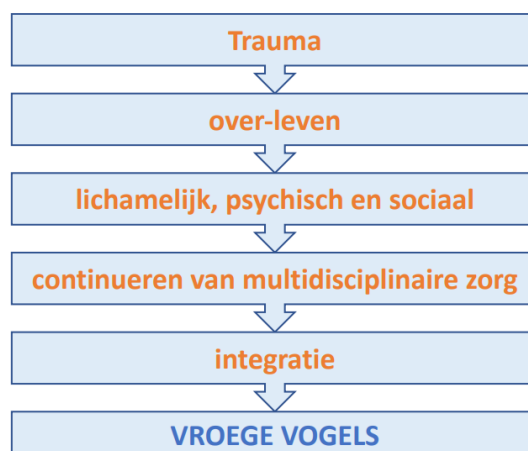 Trauma
over-leven
lichamelijk, psychisch en sociaal
continueren van multidisciplinaire zorg
integratie
VROEGE VOGELS